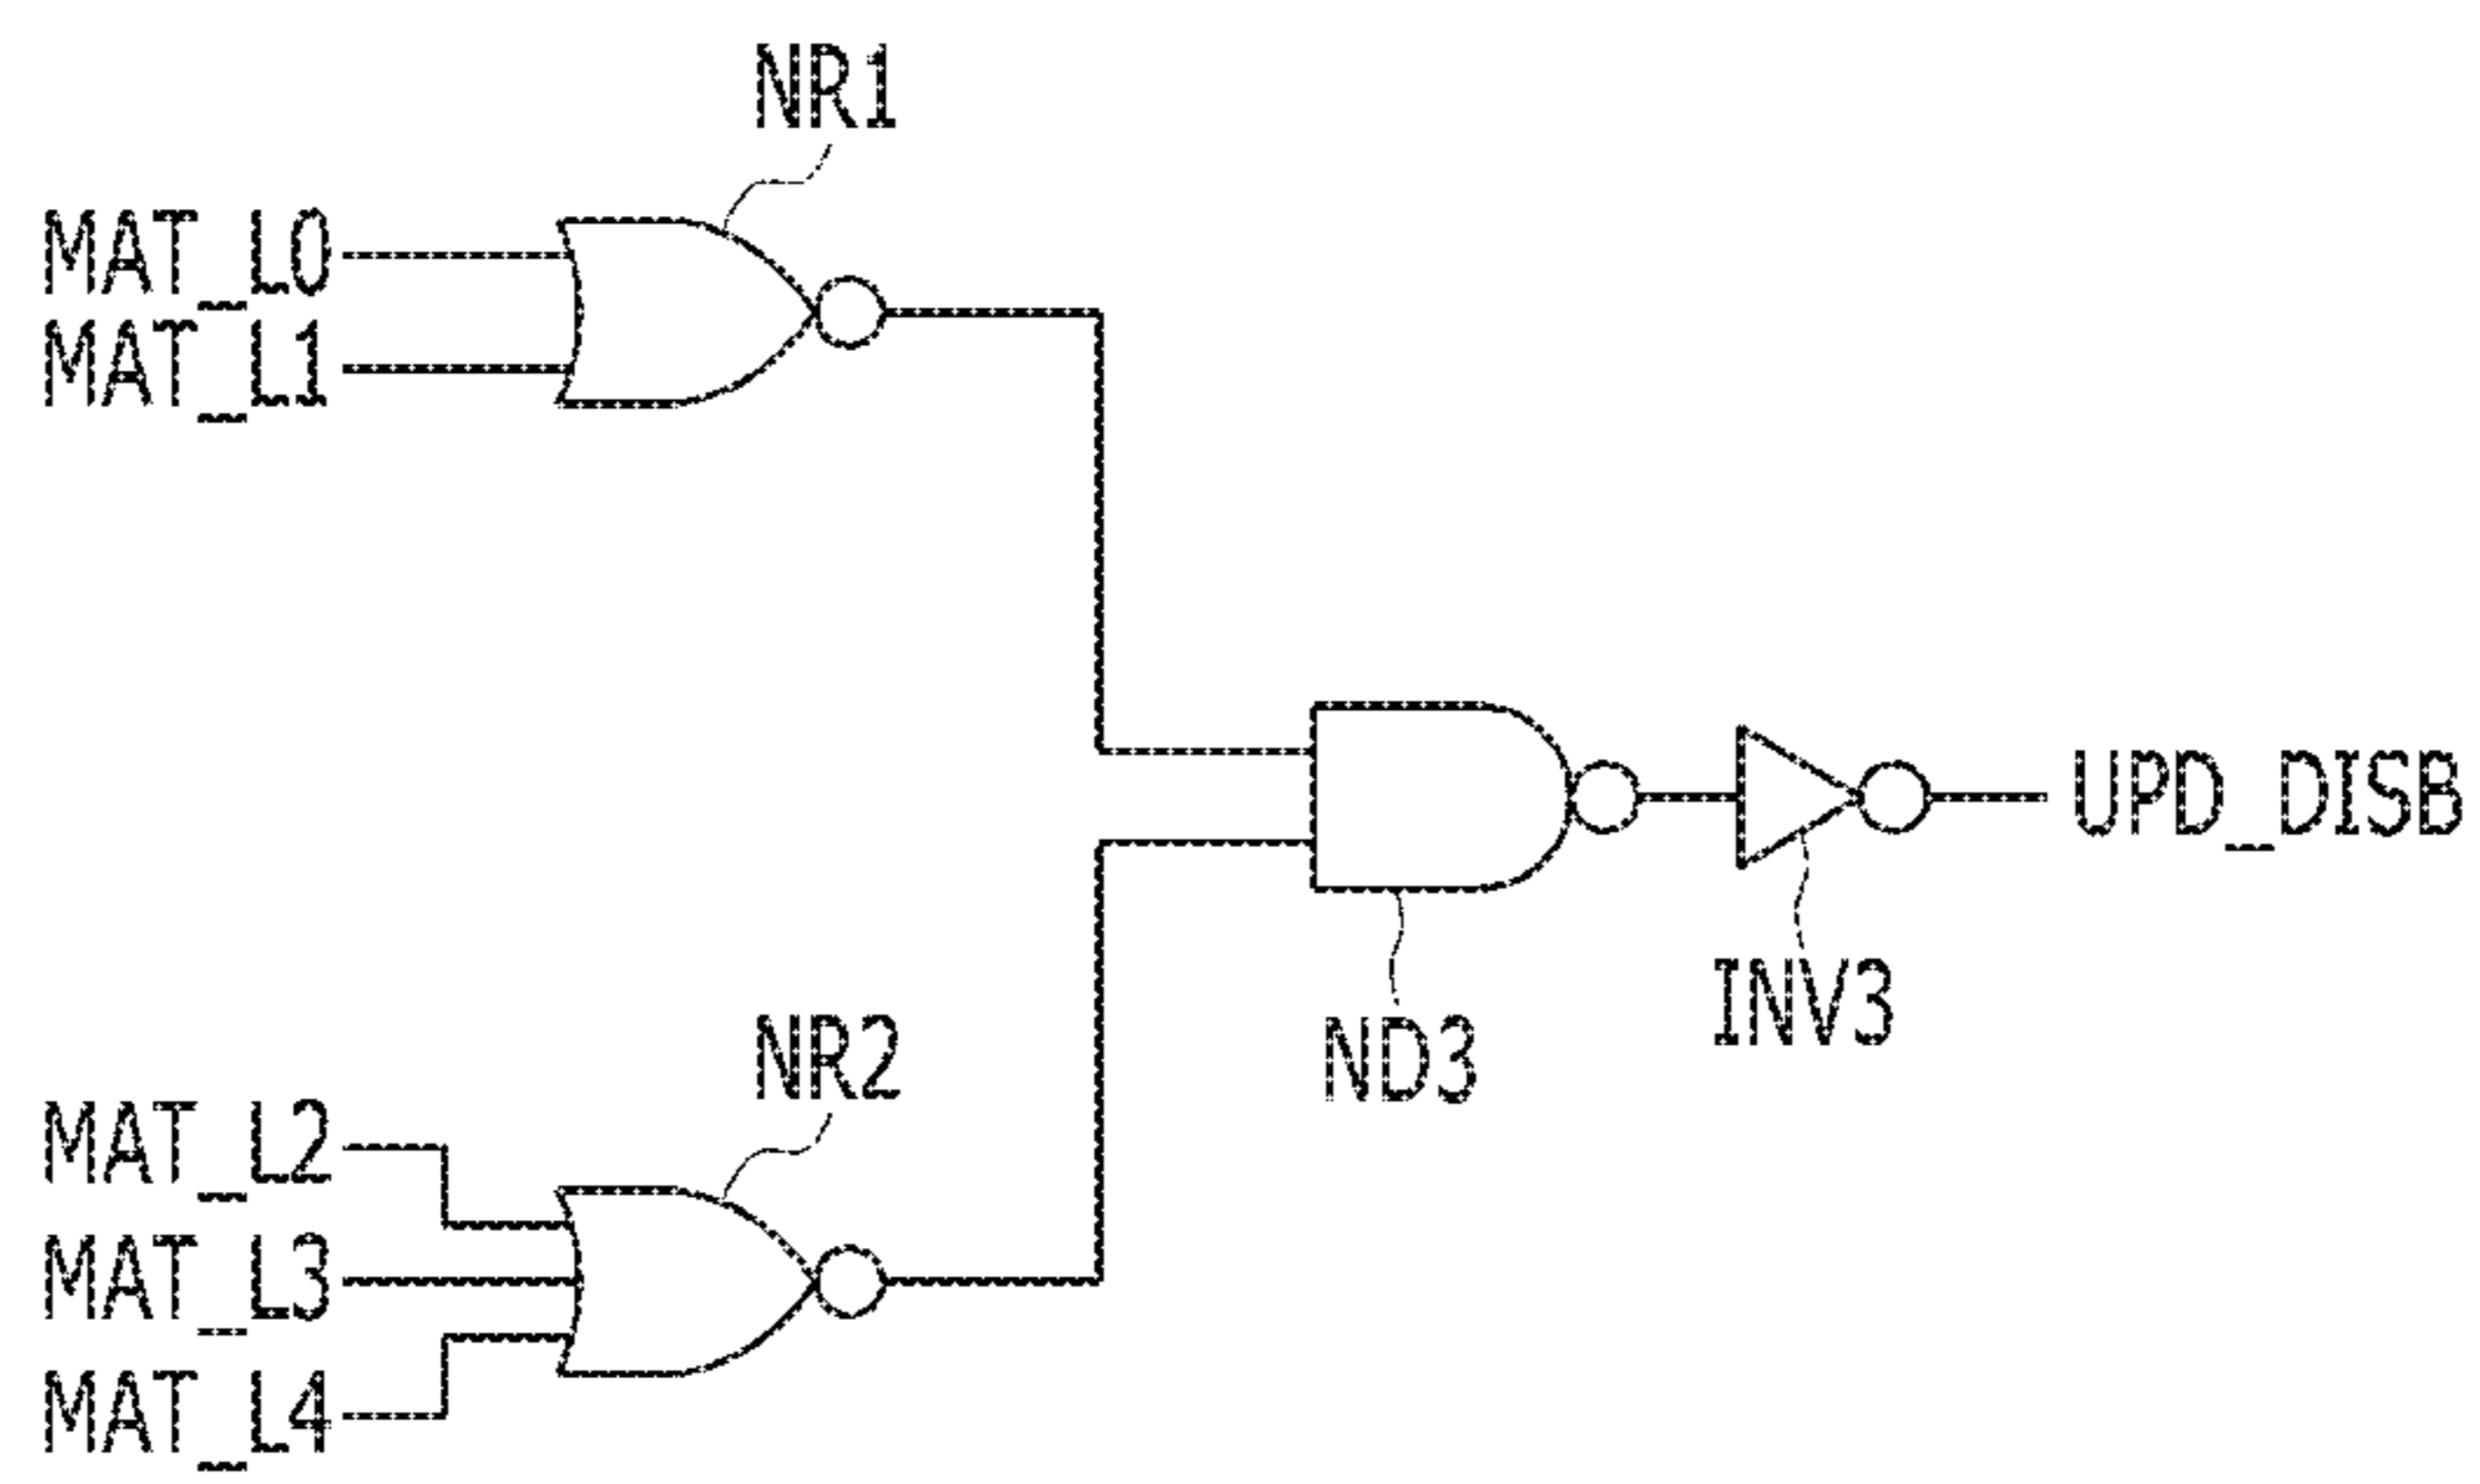 NR1
MAT_L0
MAT_L1
UPD_DISB
INV3
ND3
NR2
MAT_L2
MAT_L3
MAT_L4